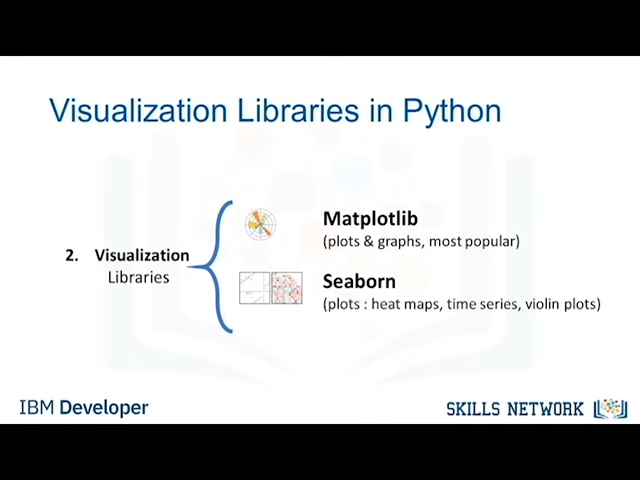 Visualization Libraries in Python
2. Visualization
Libraries
Matplotlib
(plots & graphs, most popular)
Seaborn
(plots : heat maps, time series, violin plots)
IBM Developer
SKILLS NETWORK